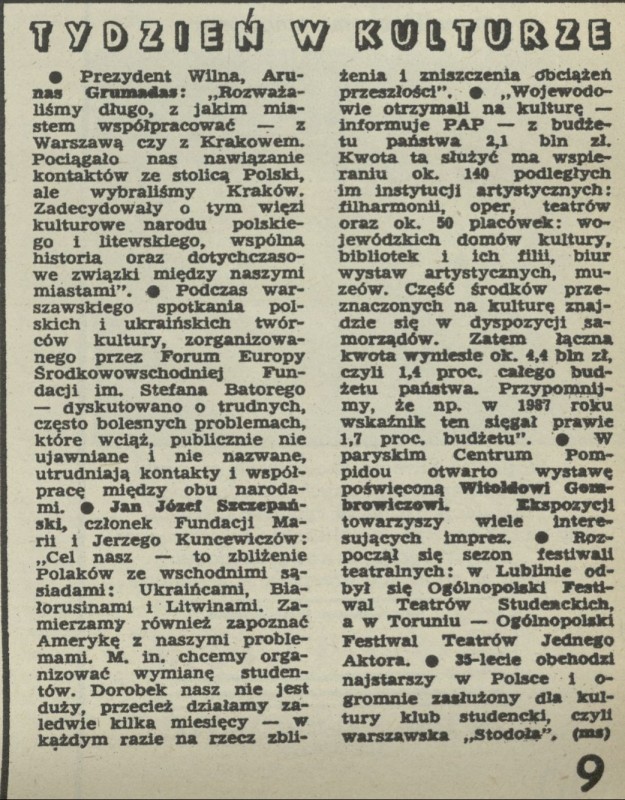 TYDZIEŃ W KULTURZE
● Prezydent Wilna, Aru-
nas Grumadas: „Rozważa-
liśmy długo, z jakim mia-
stem współpracować — z
Warszawą czy z Krakowem.
Pociągało nas nawiązanie
kontaktów ze stolicą Polski,
ale wybraliśmy Kraków.
Zadecydowały o tym więzi
kulturowe narodu polskie-
go i litewskiego, wspólna
historia oraz dotychczaso-
we związki między naszymi
miastami”. ● Podczas war-
szawskiego spotkania pol-
skich i ukraińskich twór-
ców kultury, zorganizowa-
nego przez Forum Europy
Środkowowschodniej Fun-
dacji im. Stefana Batorego
— dyskutowano o trudnych,
często bolesnych problemach,
które wciąż, publicznie nie
ujawniane i nie nazwane,
utrudniają kontakty i współ-
pracę między obu naroda-
mi. ● Jan Józef Szczepań-
ski, członek Fundacji Ma-
rii i Jerzego Kuncewiczów:
„Cel nasz — to zbliżenie
Polaków ze wschodnimi są-
siadami: Ukraińcami, Bia-
łorusinami i Litwinami. Za-
mierzamy również zapoznać
Amerykę z naszymi proble-
mami. M. in. chcemy orga-
nizować wymianę studen-
tów. Dorobek nasz nie jest
duży, przecież działamy za-
ledwie kilka miesięcy — w
każdym razie na rzecz zbli-
żenia i zniszczenia obciążeń
przeszłości”. ● „Wojewodo-
wie otrzymali na kulturę —
informuje PAP — z budże-
tu państwa 2,1 bln zł.
Kwota ta służyć ma wspie-
raniu ok. 140 podległych
im instytucji artystycznych:
filharmonii, oper, teatrów
oraz ok. 50 placówek: wo-
jewódzkich domów kultury,
bibliotek i ich filii, biur
wystaw artystycznych, mu-
zeów. Część środków prze-
znaczonych na kulturę znaj-
dzie się w dyspozycji sa-
morządów. Zatem łączna
kwota wyniesie ok. 4,4 bln zł,
czyli 1,4 proc. całego bud-
żetu państwa. Przypomnij-
my, że np. w 1987 roku
wskaźnik ten sięgał prawie
1,7 proc. budżetu”. ● W
paryskim Centrum Pom-
pidou otwarto wystawę
poświęconą Witoldowi Gom-
browiczowi. Ekspozycji
towarzyszy wiele intere-
sujących imprez. ● Roz-
począł się sezon festiwali
teatralnych: w Lublinie od-
był się Ogólnopolski Festi-
wal Teatrów Studenckich,
a w Toruniu — Ogólnopolski
Festiwal Teatrów Jednego
Aktora. ● 35-lecie obchodzi
najstarszy w Polsce i o-
gromnie zasłużony dla kul-
tury klub studencki, czyli
warszawska „Stodoła”. (ms)
9